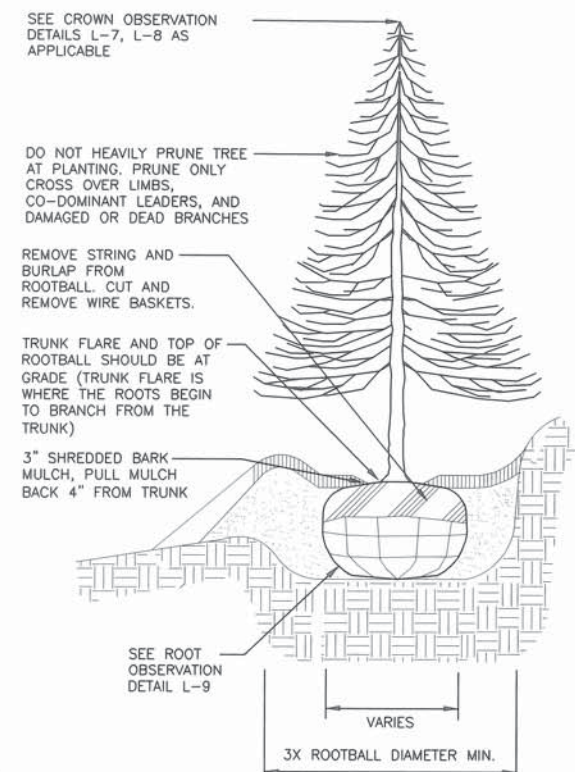 SEE CROWN OBSERVATION
DETAILS L-7, L-8 AS
APPLICABLE
DO NOT HEAVILY PRUNE TREE
AT PLANTING. PRUNE ONLY
CROSS OVER LIMBS,
CO-DOMINANT LEADERS, AND
DAMAGED OR DEAD BRANCHES
REMOVE STRING AND
BURLAP FROM
ROOTBALL. CUT AND
REMOVE WIRE BASKETS.
TRUNK FLARE AND TOP OF
ROOTBALL SHOULD BE AT
GRADE (TRUNK FLARE IS
WHERE THE ROOTS BEGIN
TO BRANCH FROM THE
TRUNK)
3" SHREDDED BARK
MULCH, PULL MULCH
BACK 4" FROM TRUNK
SEE ROOT
OBSERVATION
DETAIL L-9
VARIES
3X ROOTBALL DIAMETER MIN.